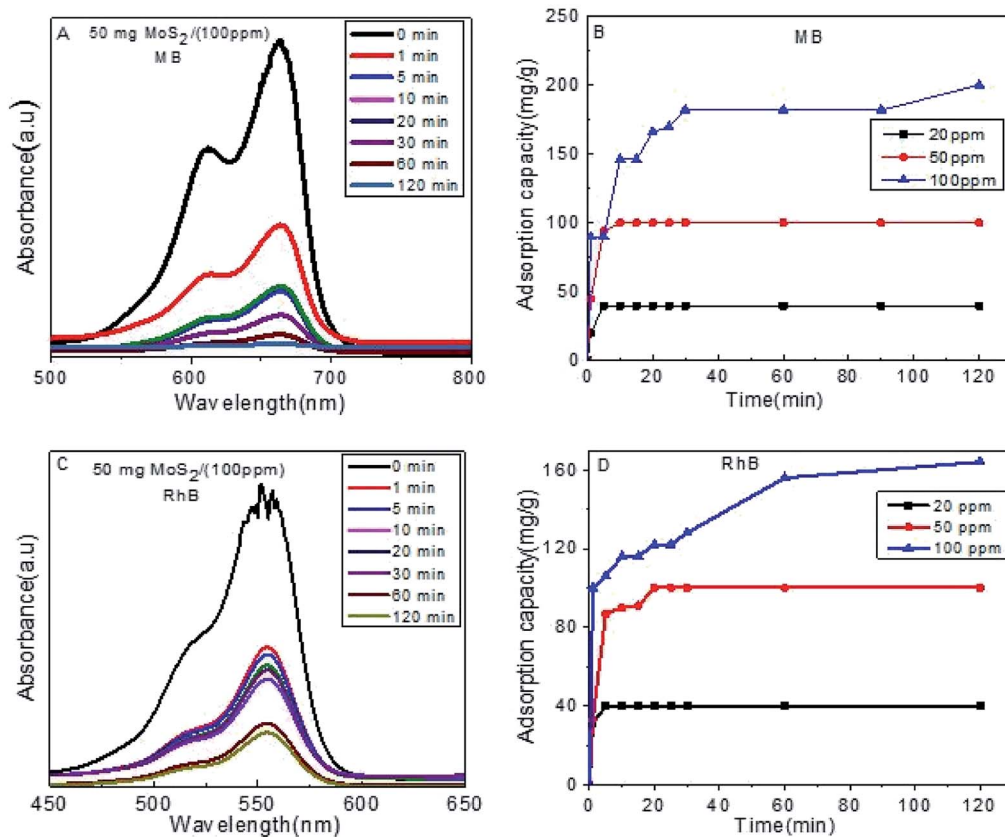 A
50 mg MoS2/(100ppm)
MB
0 min
1 min
5 min
10 min
20 min
30 min
60 min
120 min
Absorbance(a.u)
500 600 700 800
Wavelength(nm)
B
MB
250
200
150
100
50
0
20 ppm
50 ppm
100ppm
Adsorption capacity(mg/g)
0 20 40 60 80 100 120
Time(min)
C
50 mg MoS2/(100ppm)
RhB
0 min
1 min
5 min
10 min
20 min
30 min
60 min
120 min
Absorbance(a.u)
450 500 550 600 650
Wavelength(nm)
D
RhB
160
120
80
40
0
20 ppm
50 ppm
100 ppm
Adsorption capacity(mg/g)
0 20 40 60 80 100 120
Time(min)